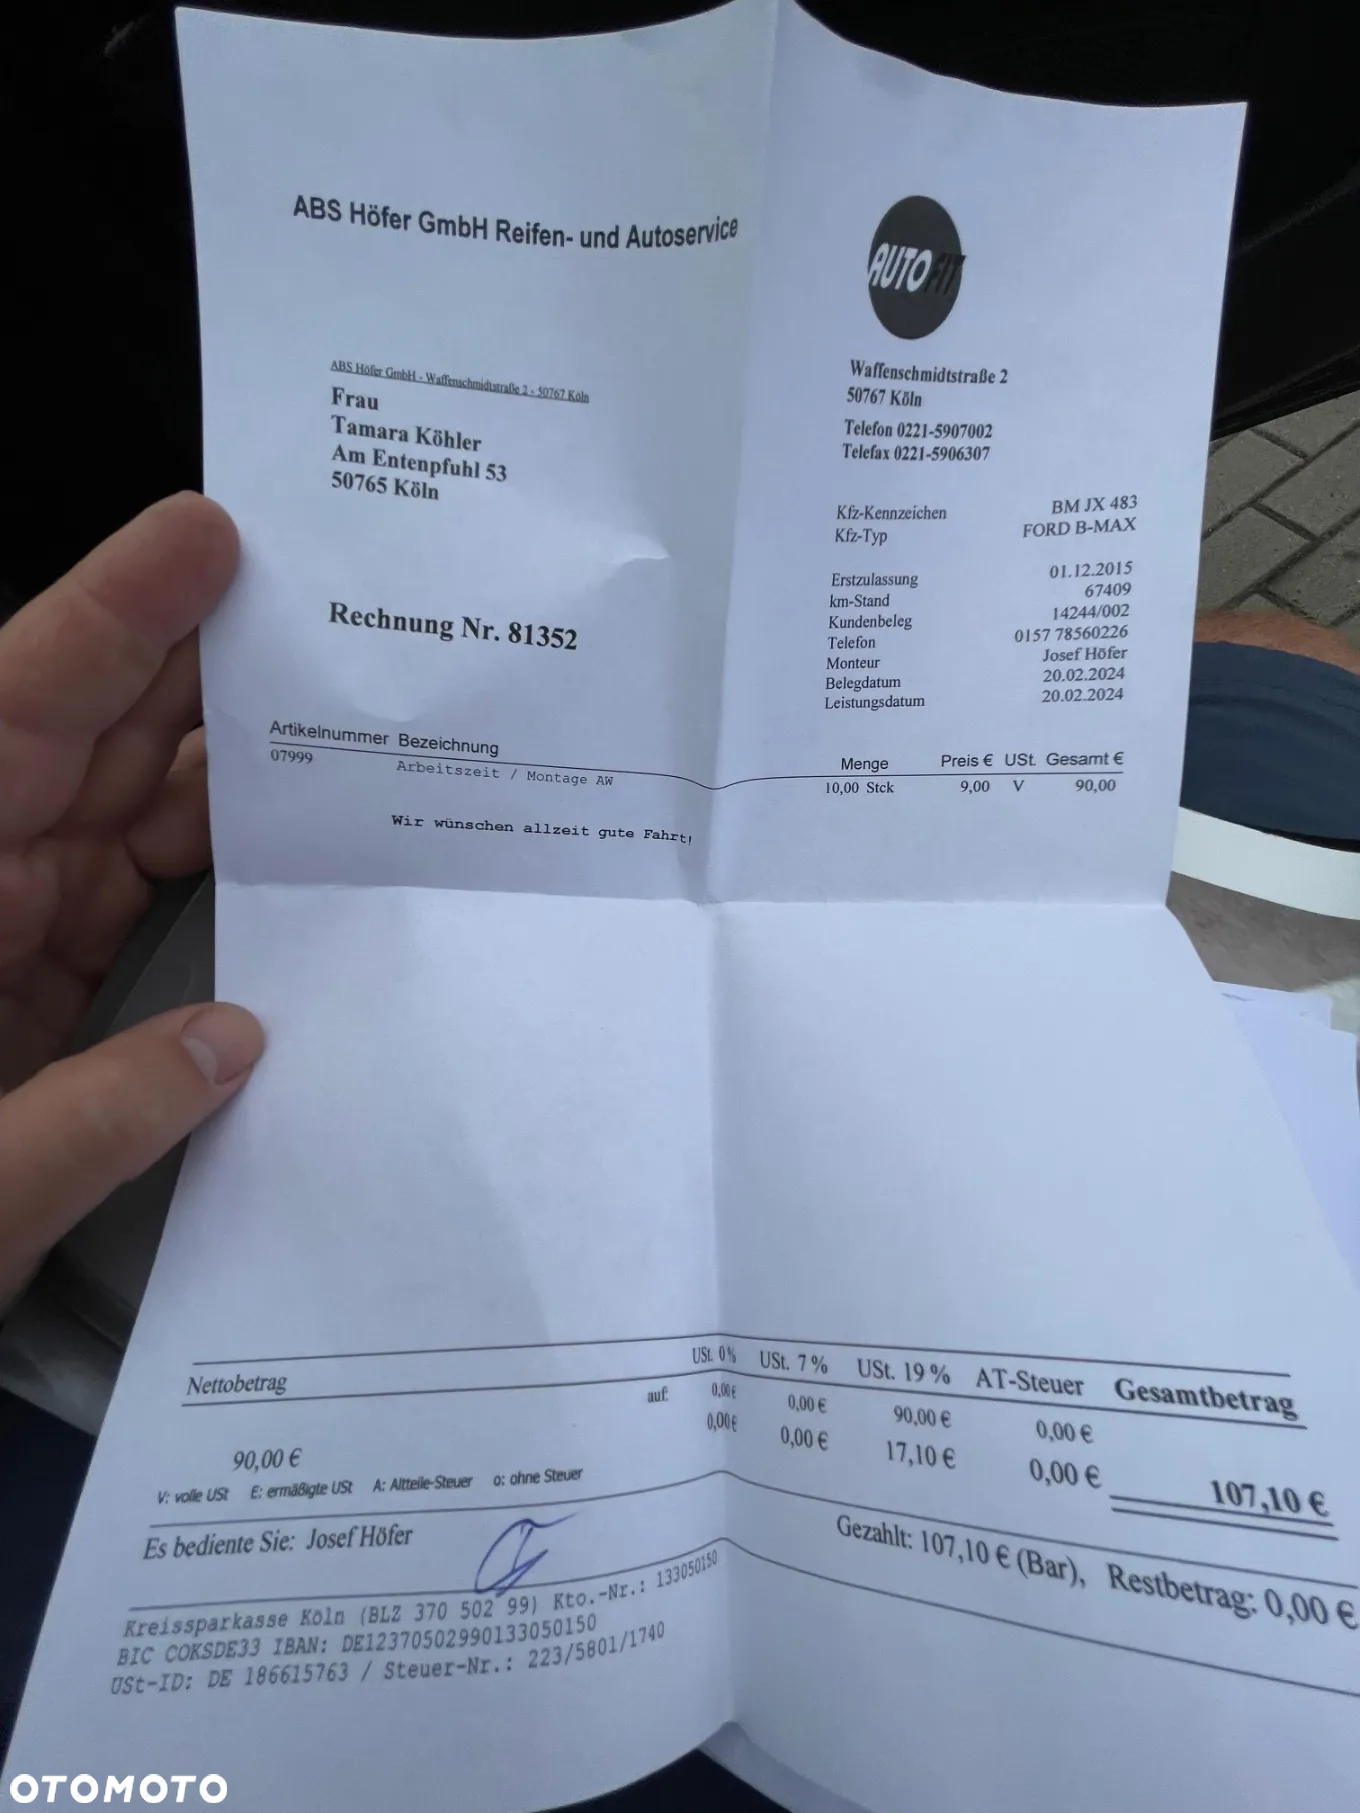 ABS Höfer GmbH Reifen- und Autoservice
AUTOFIT
ABS Höfer GmbH - Waffenschmidtstraße 2 - 50767 Köln
Frau
Tamara Köhler
Am Entenpfuhl 53
50765 Köln
Waffenschmidtstraße 2
50767 Köln
Telefon 0221-5907002
Telefax 0221-5906307
Kfz-Kennzeichen BM JX 483
Kfz-Typ FORD B-MAX
Erstzulassung 01.12.2015
km-Stand 67409
Kundenbeleg 14244/002
Telefon 0157 78560226
Monteur Josef Höfer
Belegdatum 20.02.2024
Leistungsdatum 20.02.2024
Rechnung Nr. 81352
Artikelnummer Bezeichnung Menge Preis € USt. Gesamt €
07999 Arbeitszeit / Montage AW 10,00 Stck 9,00 V 90,00
Wir wünschen allzeit gute Fahrt!
Nettobetrag USt. 0% USt. 7% USt. 19% AT-Steuer Gesamtbetrag
auf: 0,00 € 0,00 € 90,00 € 0,00 €
90,00 € 0,00 € 0,00 € 17,10 € 0,00 € 107,10 €
V: volle USt E: ermäßigte USt A: Altteile-Steuer o: ohne Steuer
Es bediente Sie: Josef Höfer
Gezahlt: 107,10 € (Bar), Restbetrag: 0,00 €
Kreissparkasse Köln (BLZ 370 502 99) Kto.-Nr.: 133050150
BIC COKSDE33 IBAN: DE12370502990133050150
USt-ID: DE 186615763 / Steuer-Nr.: 223/5801/1740
OTOMOTO